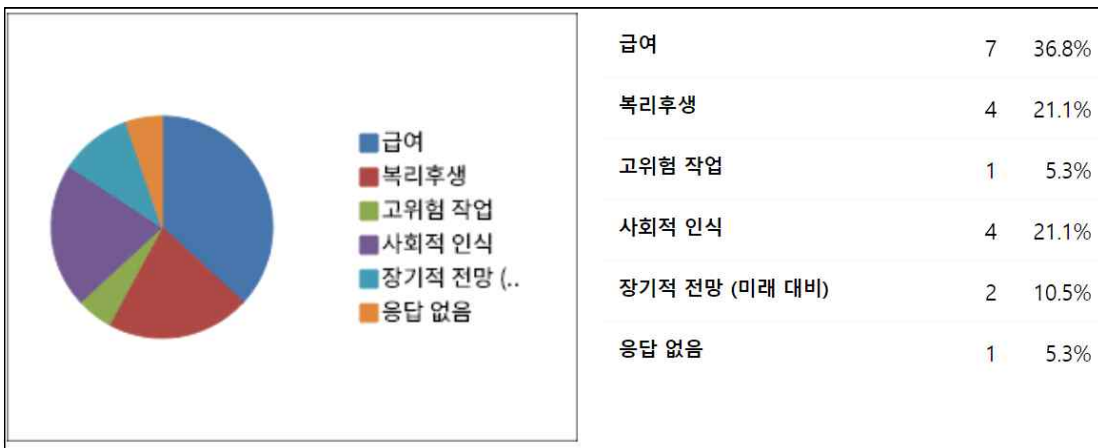 급여
복리후생
고위험 작업
사회적 인식
장기적 전망 (..
응답 없음
급여 7 36.8%
복리후생 4 21.1%
고위험 작업 1 5.3%
사회적 인식 4 21.1%
장기적 전망 (미래 대비) 2 10.5%
응답 없음 1 5.3%